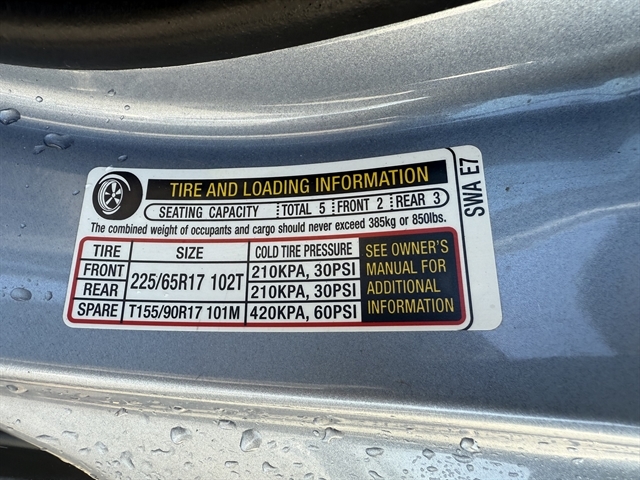 TIRE AND LOADING INFORMATION
SEATING CAPACITY TOTAL 5 FRONT 2 REAR 3
The combined weight of occupants and cargo should never exceed 385kg or 850lbs.
TIRE SIZE COLD TIRE PRESSURE
FRONT 225/65R17 102T 210KPA, 30PSI
REAR 210KPA, 30PSI
SPARE T155/90R17 101M 420KPA, 60PSI
SEE OWNER'S
MANUAL FOR
ADDITIONAL
INFORMATION
SWA E7